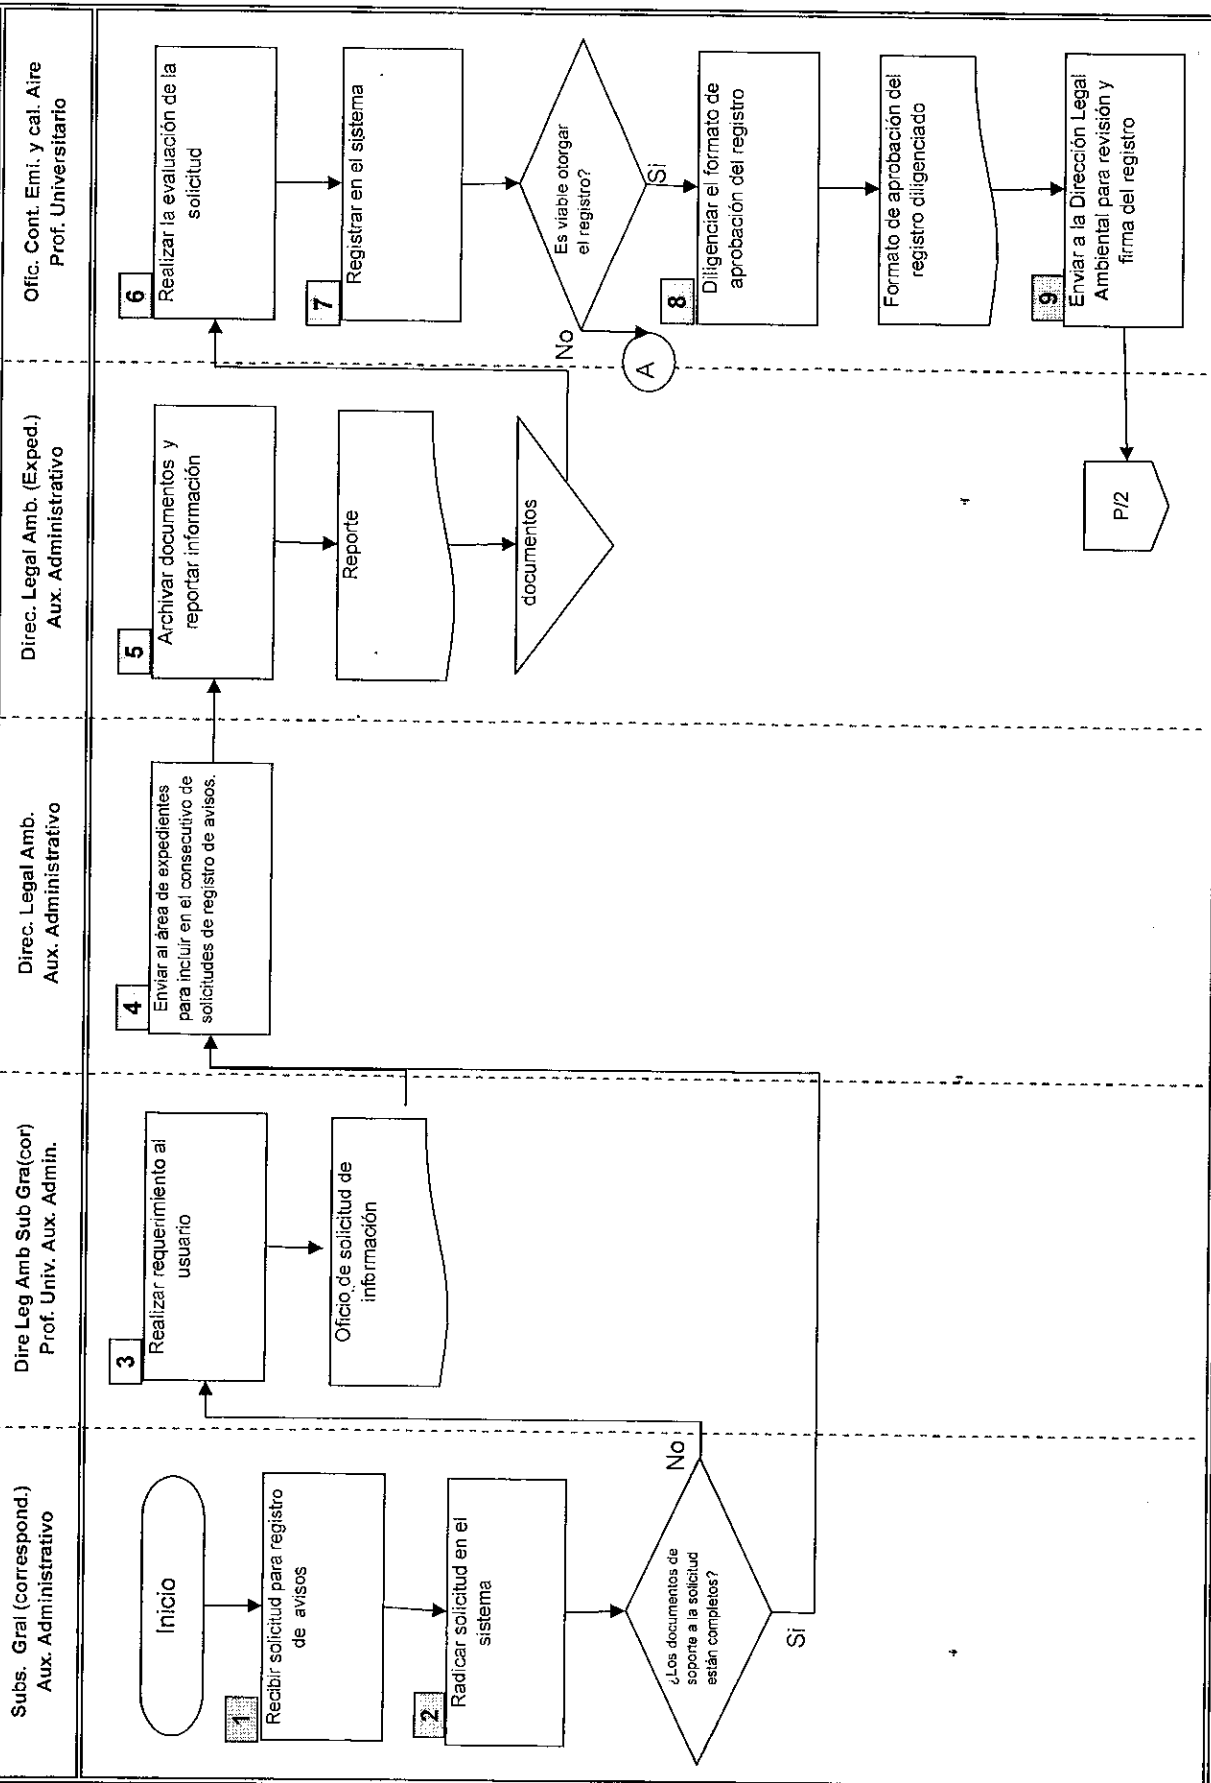 Subs. Gral (correspond.)
Aux. Administrativo
Dire Leg Amb Sub Gra(cor)
Prof. Univ. Aux. Admin.
Direc. Legal Amb.
Aux. Administrativo
Direc. Legal Amb. (Exped.)
Aux. Administrativo
Ofic. Cont. Emi. y cal. Aire
Prof. Universitario
Inicio
1
Recibir solicitud para registro
de avisos
2
Radicar solicitud en el
sistema
¿Los documentos de
soporte a la solicitud
están completos?
No
Si
3
Realizar requerimiento al
usuario
Oficio de solicitud de
información
4
Enviar al área de expedientes
para incluir en el consecutivo de
solicitudes de registro de avisos.
5
Archivar documentos y
reportar información
Reporte
documentos
6
Realizar la evaluación de la
solicitud
7
Registrar en el sistema
Es viable otorgar
el registro?
No
Si
A
8
Diligenciar el formato de
aprobación del registro
Formato de aprobación del
registro diligenciado
9
Enviar a la Dirección Legal
Ambiental para revisión y
firma del registro
P/2